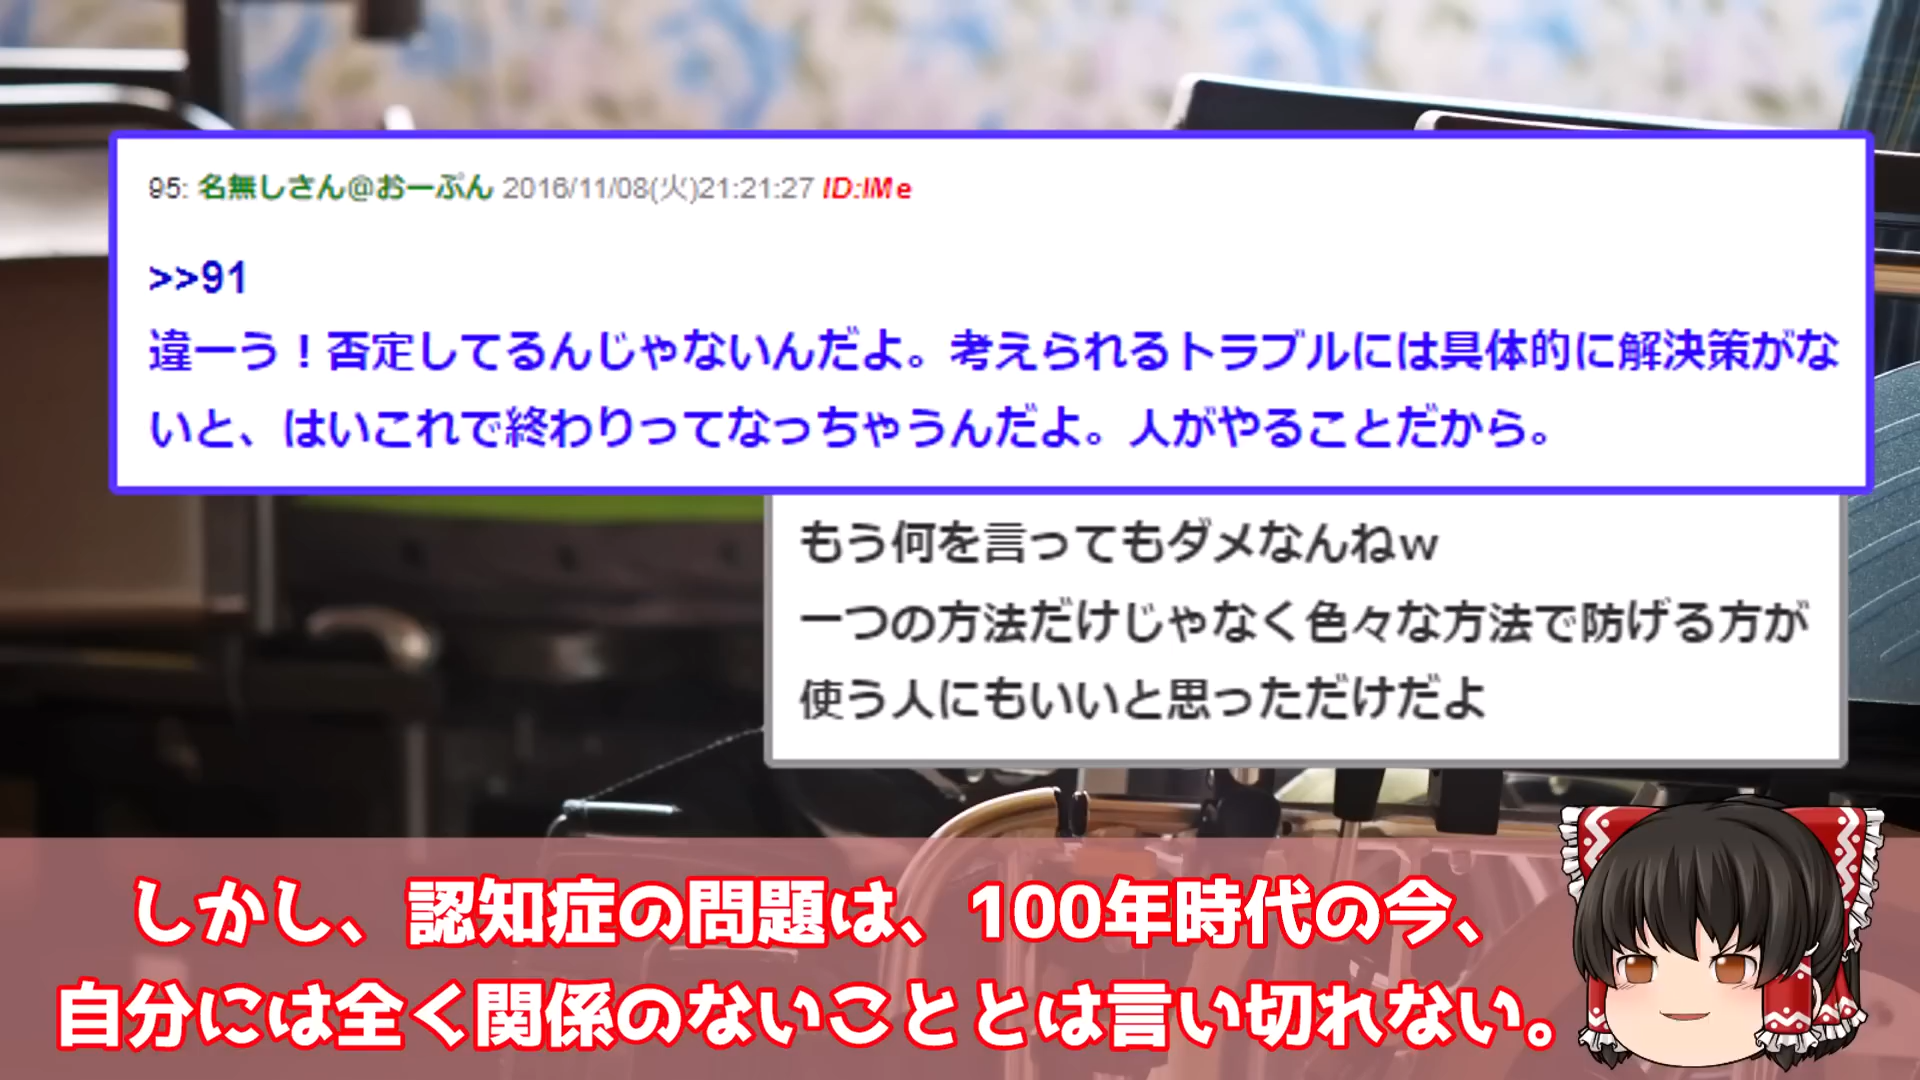 95: 名無しさん@おーぷん 2016/11/08(火)21:21:27 ID:IMe
>>91
違ーう！否定してるんじゃないんだよ。考えられるトラブルには具体的に解決策がな
いと、はいこれで終わりってなっちゃうんだよ。人がやることだから。
もう何を言ってもダメなんねw
一つの方法だけじゃなく色々な方法で防げる方が
使う人にもいいと思っただけだよ
しかし、認知症の問題は、100年時代の今、
自分には全く関係のないこととは言い切れない。